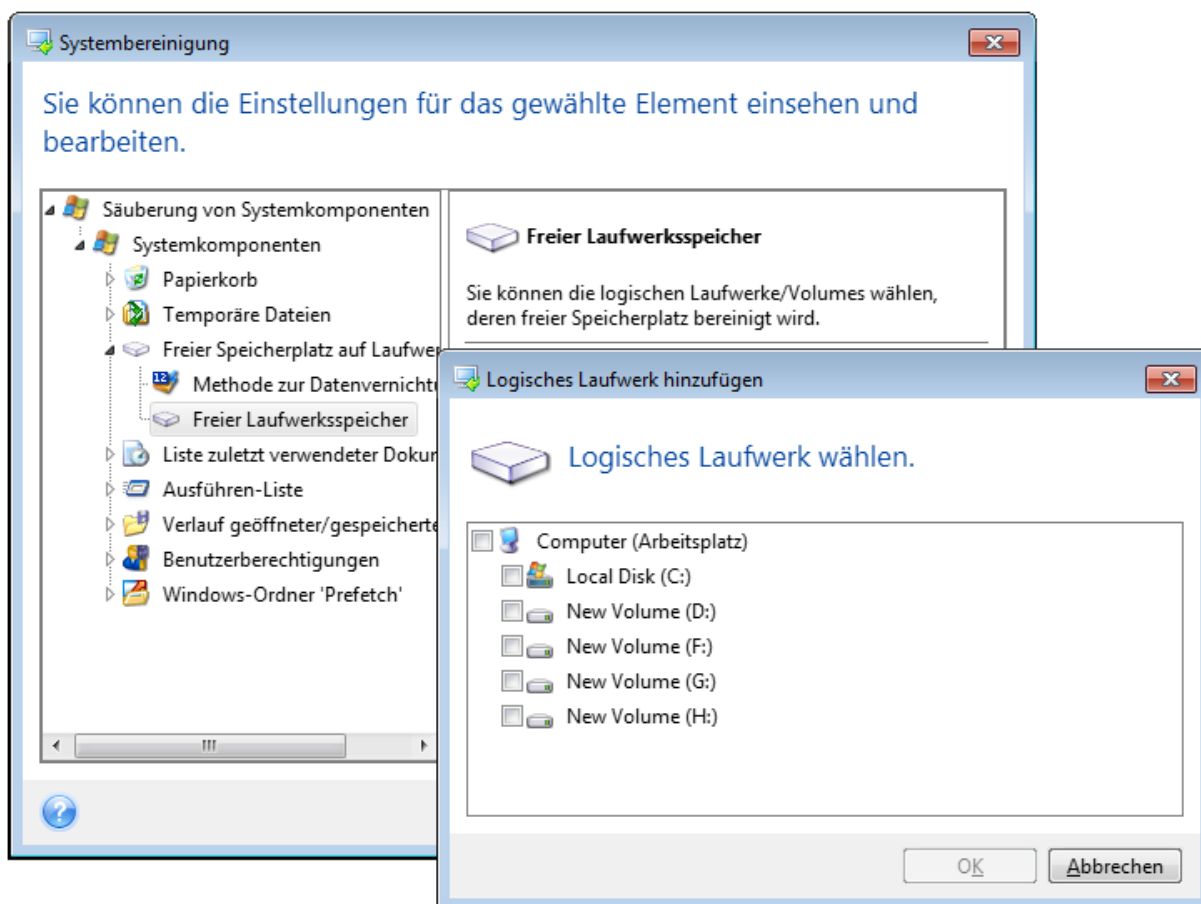 Systembereinigung
Sie können die Einstellungen für das gewählte Element einsehen und
bearbeiten.
Säuberung von Systemkomponenten
Systemkomponenten
Papierkorb
Temporäre Dateien
Freier Speicherplatz auf Laufwer
Methode zur Datenvernichtu
Freier Laufwerksspeicher
Liste zuletzt verwendeter Dokur
Ausführen-Liste
Verlauf geöffneter/gespeicherte
Benutzerberechtigungen
Windows-Ordner 'Prefetch'
Freier Laufwerksspeicher
Sie können die logischen Laufwerke/Volumes wählen,
deren freier Speicherplatz bereinigt wird.
Logisches Laufwerk hinzufügen
Logisches Laufwerk wählen.
Computer (Arbeitsplatz)
Local Disk (C:)
New Volume (D:)
New Volume (F:)
New Volume (G:)
New Volume (H:)
OK
Abbrechen